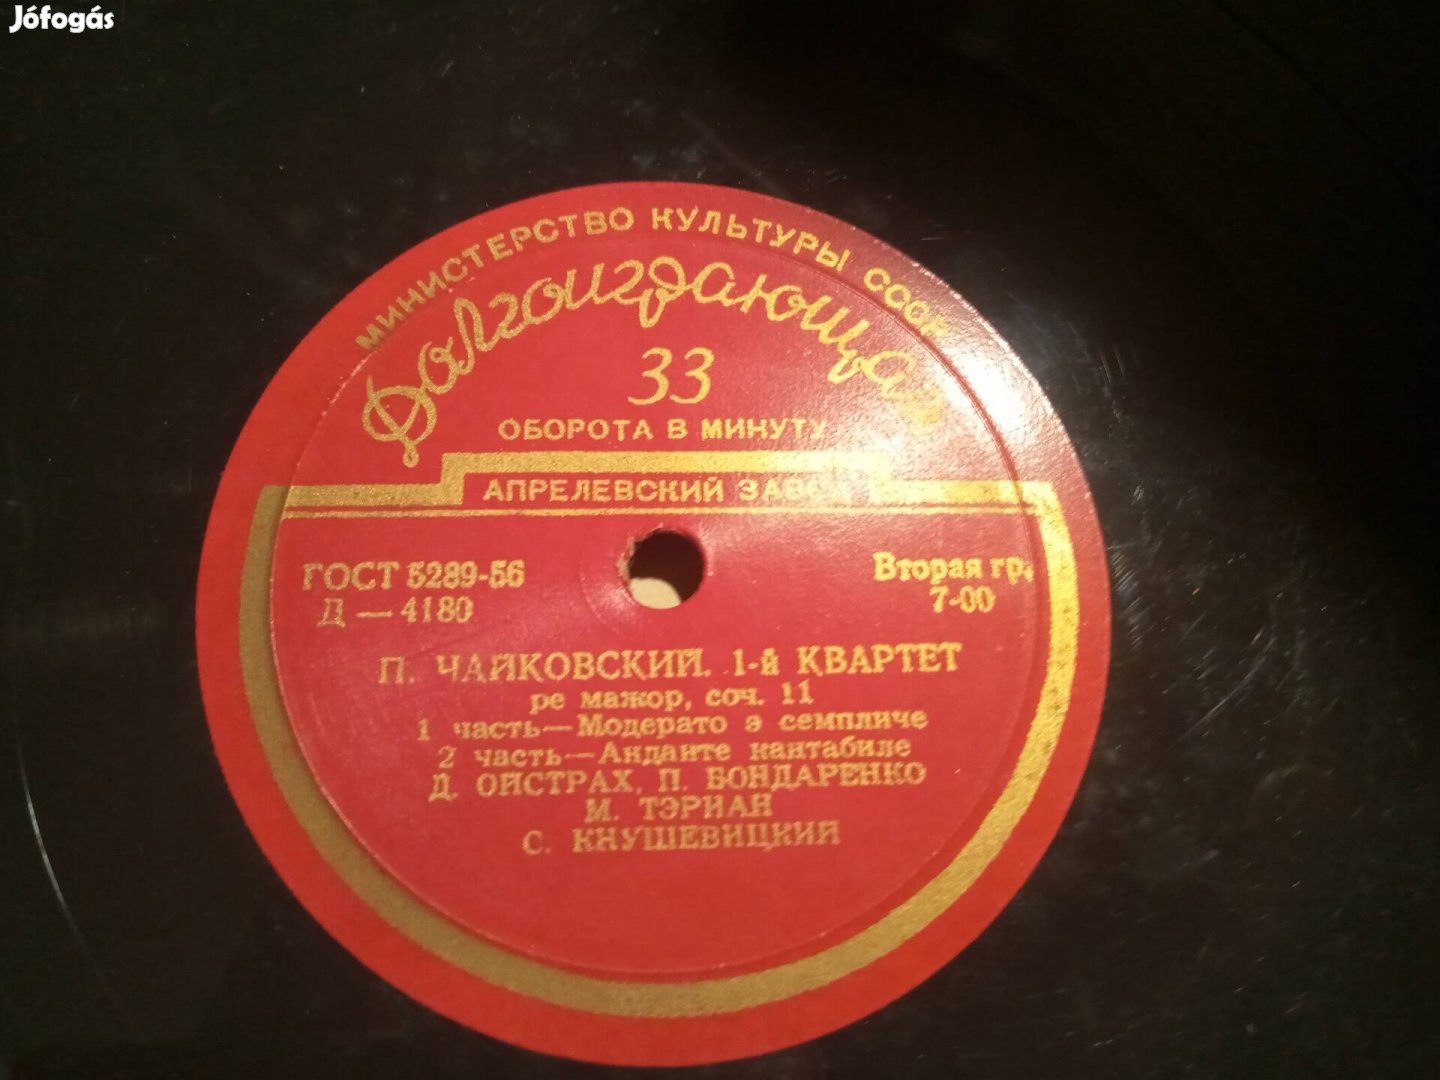 Jófogás
МИНИСТЕРСТВО КУЛЬТУРЫ СССР
Долгоиграющая
33
ОБОРОТА В МИНУТУ
АПРЕЛЕВСКИЙ ЗАВОД
ГОСТ 5289-56
Д — 4180
Вторая гр.
7-00
П. ЧАЙКОВСКИЙ. 1-й КВАРТЕТ
ре мажор, соч. 11
1 часть—Модерато э семпличе
2 часть—Анданте кантабиле
Д. ОЙСТРАХ, П. БОНДАРЕНКО
М. ТЭРИАН
С. КНУШЕВИЦКИЙ